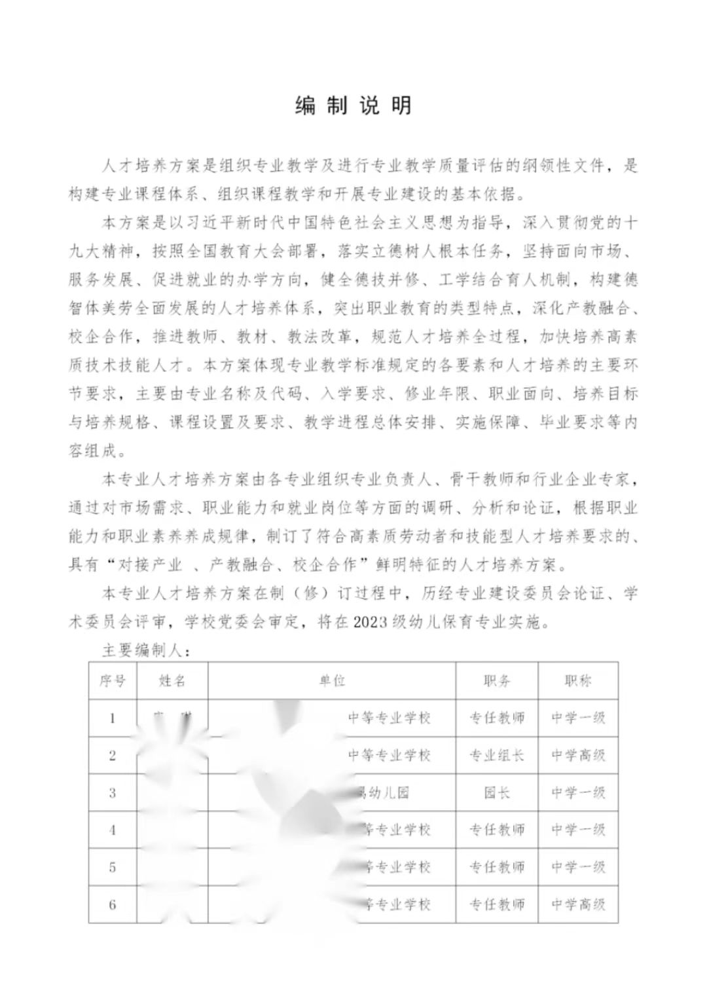 编制说明
人才培养方案是组织专业教学及进行专业教学质量评估的纲领性文件，是
构建专业课程体系、组织课程教学和开展专业建设的基本依据。
本方案是以习近平新时代中国特色社会主义思想为指导，深入贯彻党的十
九大精神，按照全国教育大会部署，落实立德树人根本任务，坚持面向市场、
服务发展、促进就业的办学方向，健全德技并修、工学结合育人机制，构建德
智体美劳全面发展的人才培养体系，突出职业教育的类型特点，深化产教融合、
校企合作，推进教师、教材、教法改革，规范人才培养全过程，加快培养高素
质技术技能人才。本方案体现专业教学标准规定的各要素和人才培养的主要环
节要求，主要由专业名称及代码、入学要求、修业年限、职业面向、培养目标
与培养规格、课程设置及要求、教学进程总体安排、实施保障、毕业要求等内
容组成。
本专业人才培养方案由各专业组织专业负责人、骨干教师和行业企业专家，
通过对市场需求、职业能力和就业岗位等方面的调研、分析和论证，根据职业
能力和职业素养养成规律，制订了符合高素质劳动者和技能型人才培养要求的、
具有“对接产业 、产教融合、校企合作”鲜明特征的人才培养方案。
本专业人才培养方案在制（修）订过程中，历经专业建设委员会论证、学
术委员会评审，学校党委会审定，将在 2023 级幼儿保育专业实施。
主要编制人：
序号 姓名 单位 职务 职称
1 中等专业学校 专任教师 中学一级
2 中等专业学校 专业组长 中学高级
3 幼儿园 园长 中学一级
4 等专业学校 专任教师 中学一级
5 等专业学校 专任教师 中学一级
6 等专业学校 专任教师 中学高级